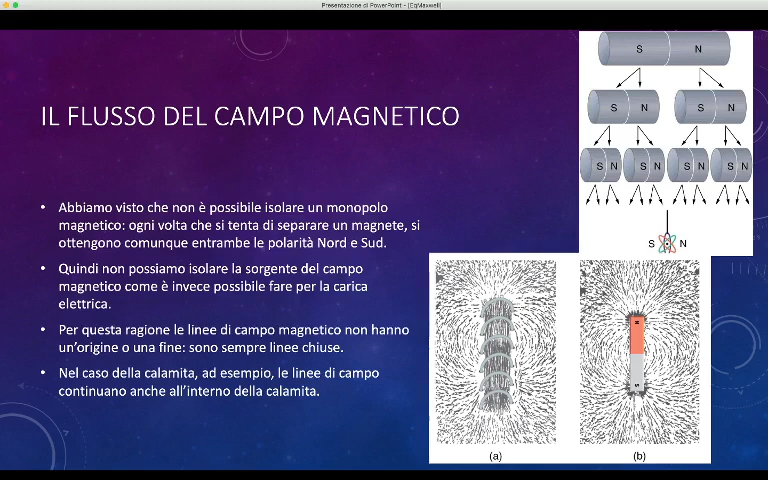 Presentazione di PowerPoint - [EqMaxwell]
IL FLUSSO DEL CAMPO MAGNETICO
• Abbiamo visto che non è possibile isolare un monopolo
magnetico: ogni volta che si tenta di separare un magnete, si
ottengono comunque entrambe le polarità Nord e Sud.
• Quindi non possiamo isolare la sorgente del campo
magnetico come è invece possibile fare per la carica
elettrica.
• Per questa ragione le linee di campo magnetico non hanno
un'origine o una fine: sono sempre linee chiuse.
• Nel caso della calamita, ad esempio, le linee di campo
continuano anche all'interno della calamita.
S N
S N S N
S N S N S N S N
S N
N
S
(a) (b)